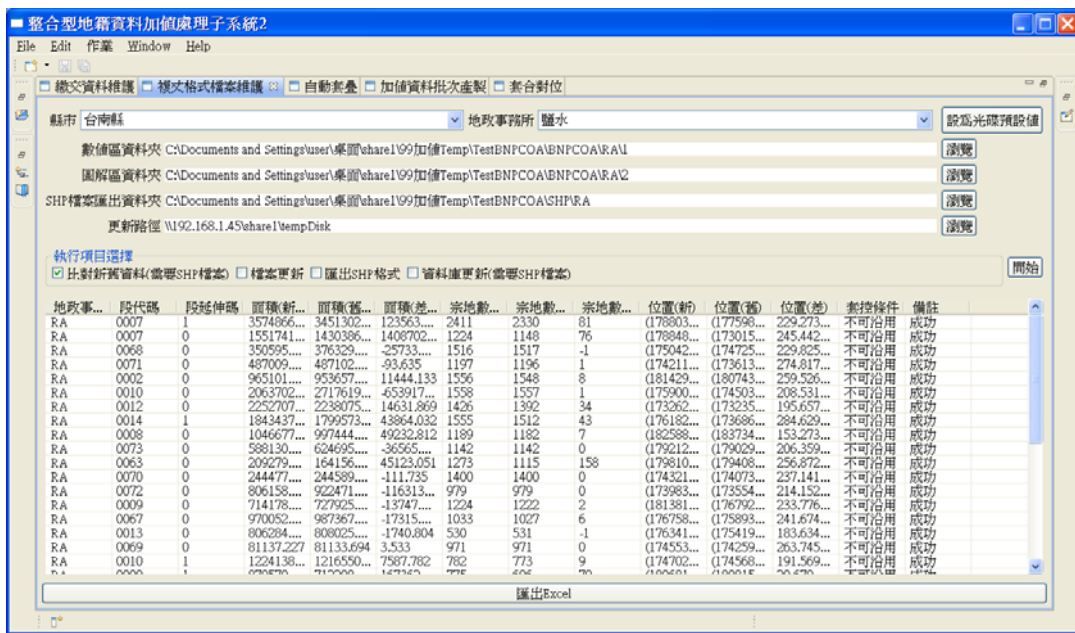 整合型地籍資料加值處理子系統2
File Edit 作業 Window Help
繳交資料維護 複丈格式檔案維護 自動套疊 加值資料批次產製 套合對位
縣市 台南縣 地政事務所 鹽水 設為光碟預設值
數值區資料夾 C:\Documents and Settings\user\桌面\share1\99加值Temp\TestBNPCOA\BNPCOA\RA\1 瀏覽
圖解區資料夾 C:\Documents and Settings\user\桌面\share1\99加值Temp\TestBNPCOA\BNPCOA\RA\2 瀏覽
SHP檔案匯出資料夾 C:\Documents and Settings\user\桌面\share1\99加值Temp\TestBNPCOA\SHP\RA 瀏覽
更新路徑 \\192.168.1.45\share1\tempDisk 瀏覽
執行項目選擇
比對新舊資料(需要SHP檔案) 檔案更新 匯出SHP格式 資料庫更新(需要SHP檔案) 開始
地政事... 段代碼 段延伸碼 面積(新... 面積(舊... 面積(差... 宗地數... 宗地數... 宗地數... 位置(新) 位置(舊) 位置(差) 套控條件 備註
RA 0007 1 3574866... 3451302... 123563.... 2411 2330 81 (178803... (177598... 229.273... 不可沿用 成功
RA 0007 0 1551741... 1430386... 1408702... 1224 1148 76 (178848... (173015... 245.442... 不可沿用 成功
RA 0068 0 350595.... 376329.... -25733.... 1516 1517 -1 (175042... (174725... 229.825... 不可沿用 成功
RA 0071 0 487009.... 487102.... -93.635 1197 1196 1 (174211... (173613... 274.817... 不可沿用 成功
RA 0002 0 965101.... 953657.... 11444.133 1556 1548 8 (181429... (180743... 259.526... 不可沿用 成功
RA 0010 0 2063702... 2717619... -653917... 1558 1557 1 (175900... (174503... 208.531... 不可沿用 成功
RA 0012 0 2252707... 2238075... 14631.869 1426 1392 34 (173262... (173235... 195.657... 不可沿用 成功
RA 0014 1 1843437... 1799573... 43864.032 1555 1512 43 (176182... (173686... 284.629... 不可沿用 成功
RA 0008 0 1046677... 997444.... 49232.812 1189 1182 7 (182588... (183734... 153.273... 不可沿用 成功
RA 0073 0 588130.... 624695.... -36565.... 1142 1142 0 (179212... (179029... 206.359... 不可沿用 成功
RA 0063 0 209279.... 164156.... 45123.051 1273 1115 158 (179810... (179408... 256.872... 不可沿用 成功
RA 0070 0 244477.... 244589.... -111.735 1400 1400 0 (174321... (174073... 237.141... 不可沿用 成功
RA 0072 0 806158.... 922471.... -116313... 979 979 0 (173983... (173554... 214.152... 不可沿用 成功
RA 0009 0 714178.... 727925.... -13747.... 1224 1222 2 (181381... (176792... 233.776... 不可沿用 成功
RA 0067 0 970052.... 987367.... -17315.... 1033 1027 6 (176758... (175893... 241.674... 不可沿用 成功
RA 0013 0 806284.... 808025.... -1740.804 530 531 -1 (176341... (175419... 183.634... 不可沿用 成功
RA 0069 0 81137.227 81133.694 3.533 971 971 0 (174553... (174259... 263.745... 不可沿用 成功
RA 0010 1 1224138... 1216550... 7587.782 782 773 9 (174702... (174568... 191.569... 不可沿用 成功
匯出Excel